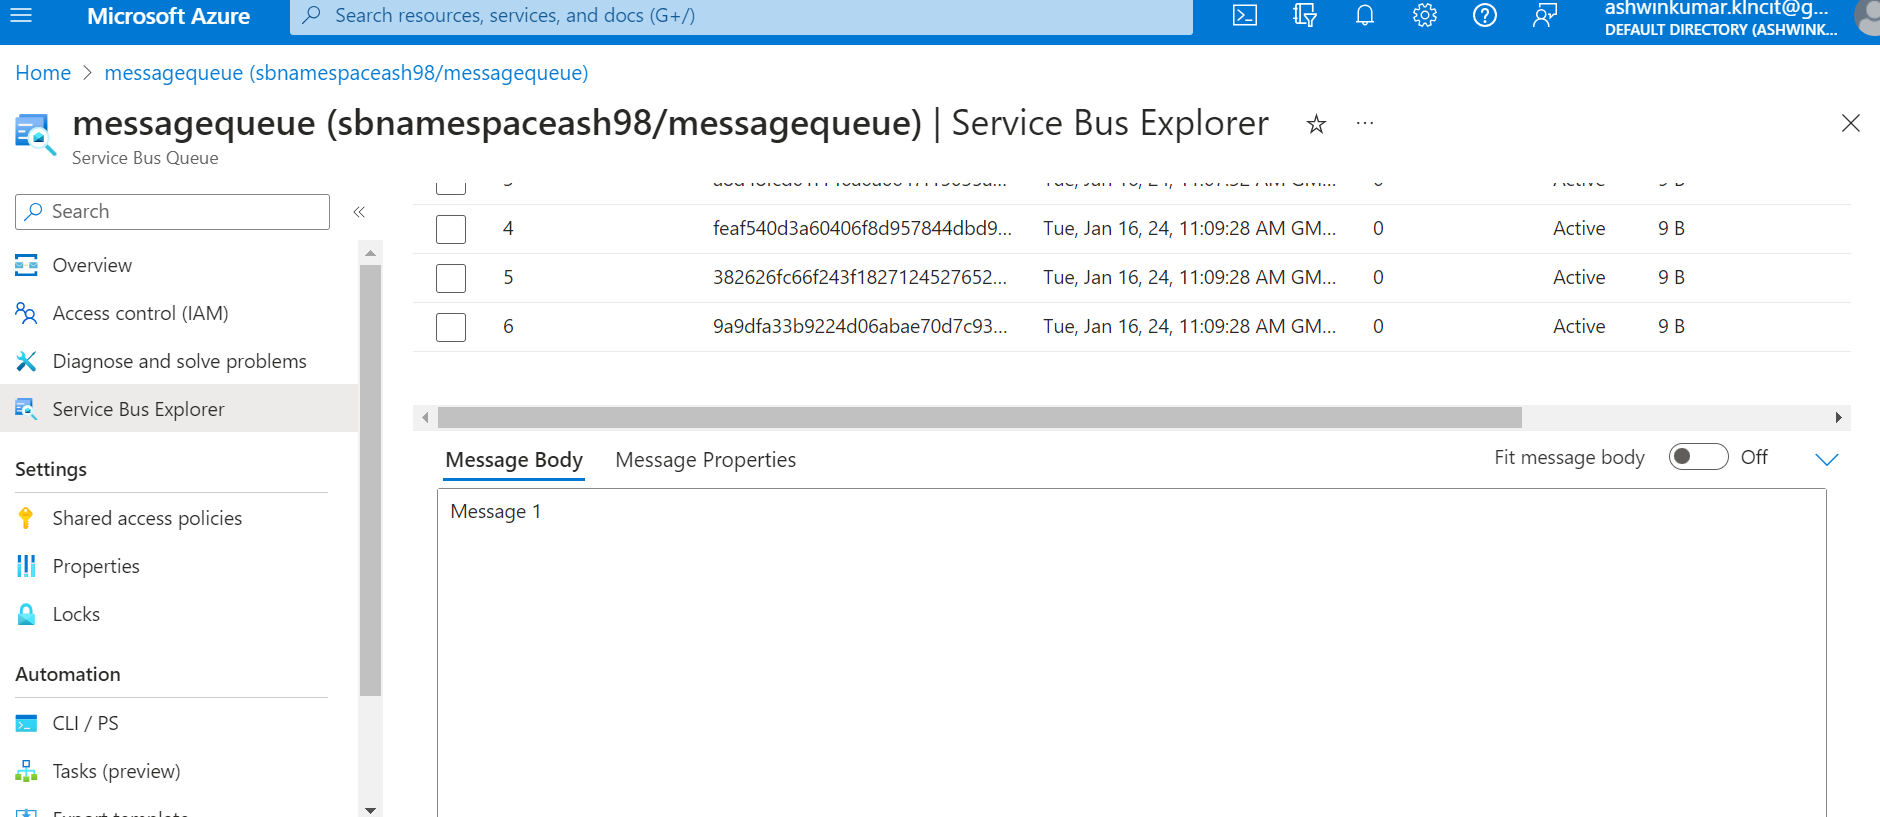 Microsoft Azure
Search resources, services, and docs (G+/)
ashwinkumar.klncit@g...
DEFAULT DIRECTORY (ASHWINK...
Home > messagequeue (sbnamespaceash98/messagequeue)
messagequeue (sbnamespaceash98/messagequeue) | Service Bus Explorer ☆ ...
Service Bus Queue
Search «
Overview
Access control (IAM)
Diagnose and solve problems
Service Bus Explorer
Settings
Shared access policies
Properties
Locks
Automation
CLI / PS
Tasks (preview)
Export template
4 feaf540d3a60406f8d957844dbd9... Tue, Jan 16, 24, 11:09:28 AM GM... 0 Active 9 B
5 382626fc66f243f1827124527652... Tue, Jan 16, 24, 11:09:28 AM GM... 0 Active 9 B
6 9a9dfa33b9224d06abae70d7c93... Tue, Jan 16, 24, 11:09:28 AM GM... 0 Active 9 B
Message Body Message Properties Fit message body Off
Message 1